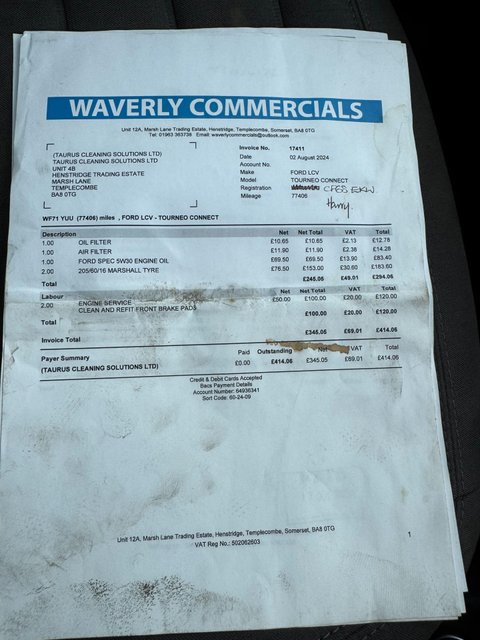 WAVERLY COMMERCIALS
Unit 12A, Marsh Lane Trading Estate, Henstridge, Templecombe, Somerset, BA8 0TG
Tel: 01963 363738 Email: waverlycommercials@outlook.com
(TAURUS CLEANING SOLUTIONS LTD)
TAURUS CLEANING SOLUTIONS LTD
UNIT 4B
HENSTRIDGE TRADING ESTATE
MARSH LANE
TEMPLECOMBE
BA8 0TG
Invoice No. 17411
Date 02 August 2024
Account No.
Make FORD LCV
Model TOURNEO CONNECT
Registration
Mileage 77406
Harry.
WF71 YUU (77406) miles , FORD LCV - TOURNEO CONNECT
Description Net Net Total VAT Total
1.00 OIL FILTER £10.65 £10.65 £2.13 £12.78
1.00 AIR FILTER £11.90 £11.90 £2.38 £14.28
1.00 FORD SPEC 5W30 ENGINE OIL £69.50 £69.50 £13.90 £83.40
2.00 205/60/16 MARSHALL TYRE £76.50 £153.00 £30.60 £183.60
Total £245.05 £49.01 £294.06
Labour Net Net Total VAT Total
2.00 ENGINE SERVICE £50.00 £100.00 £20.00 £120.00
CLEAN AND REFIT FRONT BRAKE PADS
Total £100.00 £20.00 £120.00
Invoice Total £345.05 £69.01 £414.06
Payer Summary Paid Outstanding Net Total VAT Total
(TAURUS CLEANING SOLUTIONS LTD) £0.00 £414.06 £345.05 £69.01 £414.06
Credit & Debit Cards Accepted
Bacs Payment Details
Account Number: 64936341
Sort Code: 60-24-09
Unit 12A, Marsh Lane Trading Estate, Henstridge, Templecombe, Somerset, BA8 0TG
VAT Reg No.: 502062603
1